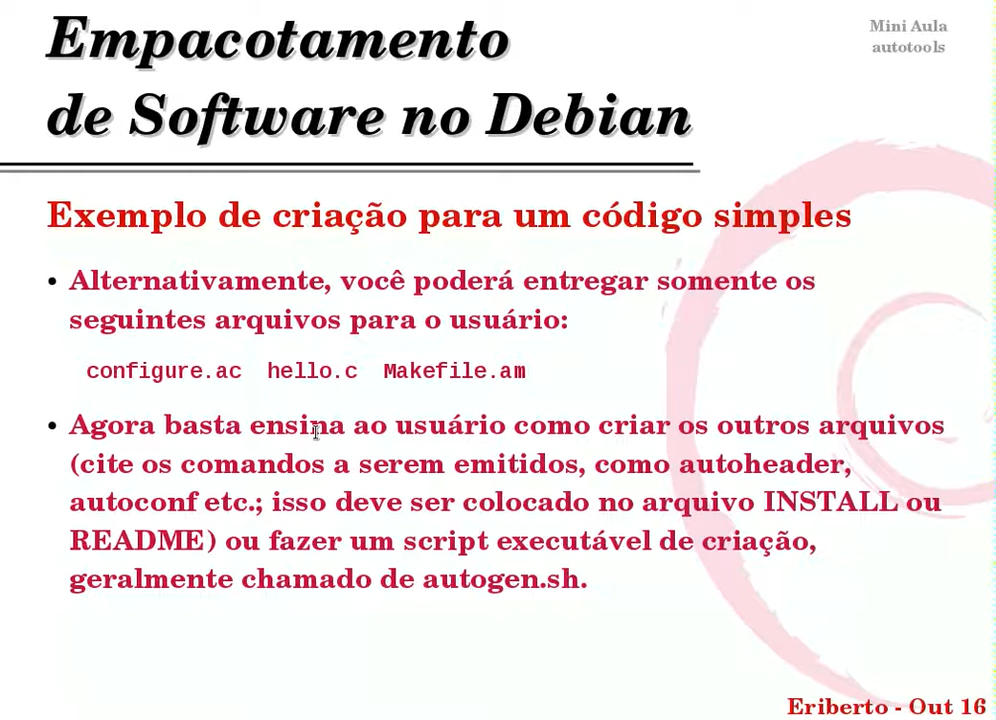 Empacotamento
de Software no Debian
Mini Aula
autotools
Exemplo de criação para um código simples
• Alternativamente, você poderá entregar somente os
seguintes arquivos para o usuário:
configure.ac hello.c Makefile.am
• Agora basta ensina ao usuário como criar os outros arquivos
(cite os comandos a serem emitidos, como autoheader,
autoconf etc.; isso deve ser colocado no arquivo INSTALL ou
README) ou fazer um script executável de criação,
geralmente chamado de autogen.sh.
Eriberto - Out 16